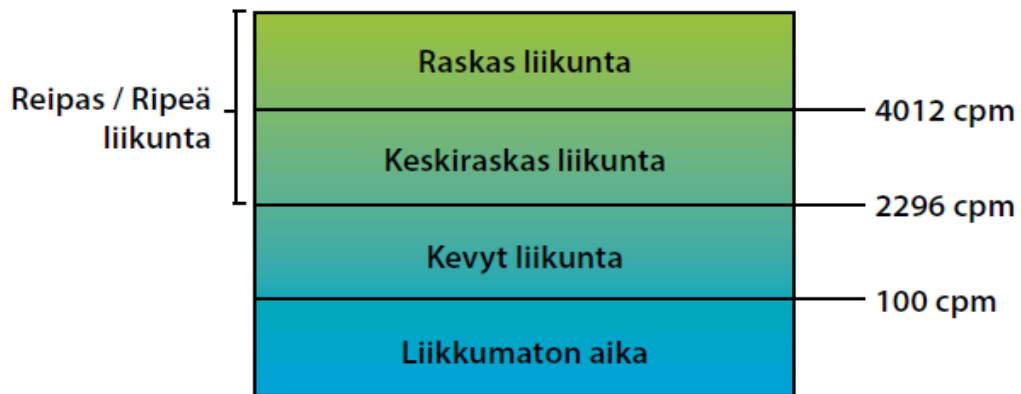 Raskas liikunta
Reipas / Ripeä
liikunta
4012 cpm
Keskiraskas liikunta
2296 cpm
Kevyt liikunta
100 cpm
Liikkumaton aika